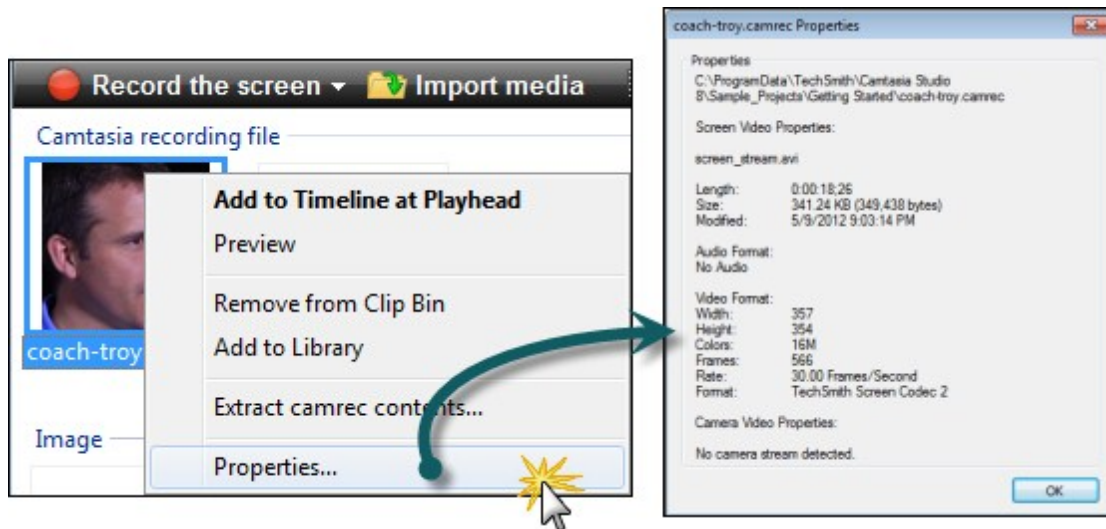 Record the screen
Import media
Camtasia recording file
coach-troy
Add to Timeline at Playhead
Preview
Remove from Clip Bin
Add to Library
Extract camrec contents...
Image
Properties...
coach-troy.camrec Properties
Properties
C:\ProgramData\TechSmith\Camtasia Studio
8\Sample_Projects\Getting Started\coach-troy.camrec
Screen Video Properties:
screen_stream.avi
Length: 0:00:18;26
Size: 341.24 KB (349,438 bytes)
Modified: 5/9/2012 9:03:14 PM
Audio Format:
No Audio
Video Format:
Width: 357
Height: 354
Colors: 16M
Frames: 566
Rate: 30.00 Frames/Second
Format: TechSmith Screen Codec 2
Camera Video Properties:
No camera stream detected.
OK